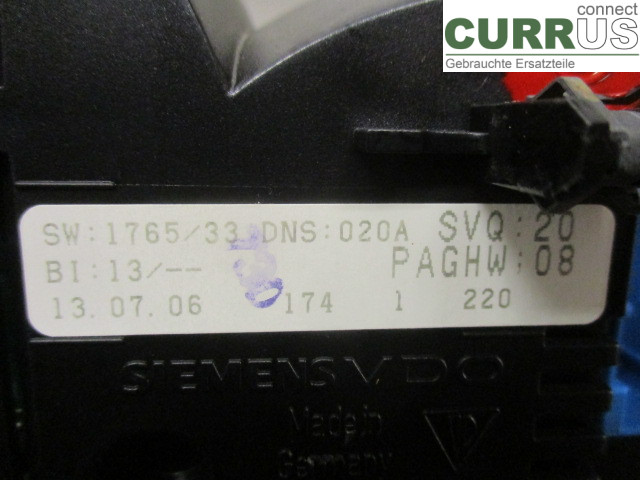 connect
CURRUS
Gebrauchte Ersatzteile
SW:1765/33 DNS:020A SVQ:20
BI:13/-- PAGHW:08
13.07.06 174 1 220
SIEMENS VDO
Made in
Germany